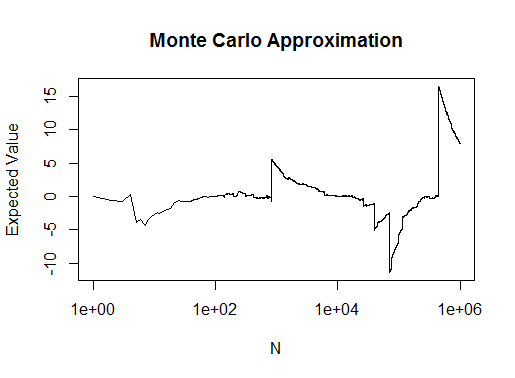 Monte Carlo Approximation
Expected Value
15
10
5
0
-5
-10
1e+00
1e+02
1e+04
1e+06
N